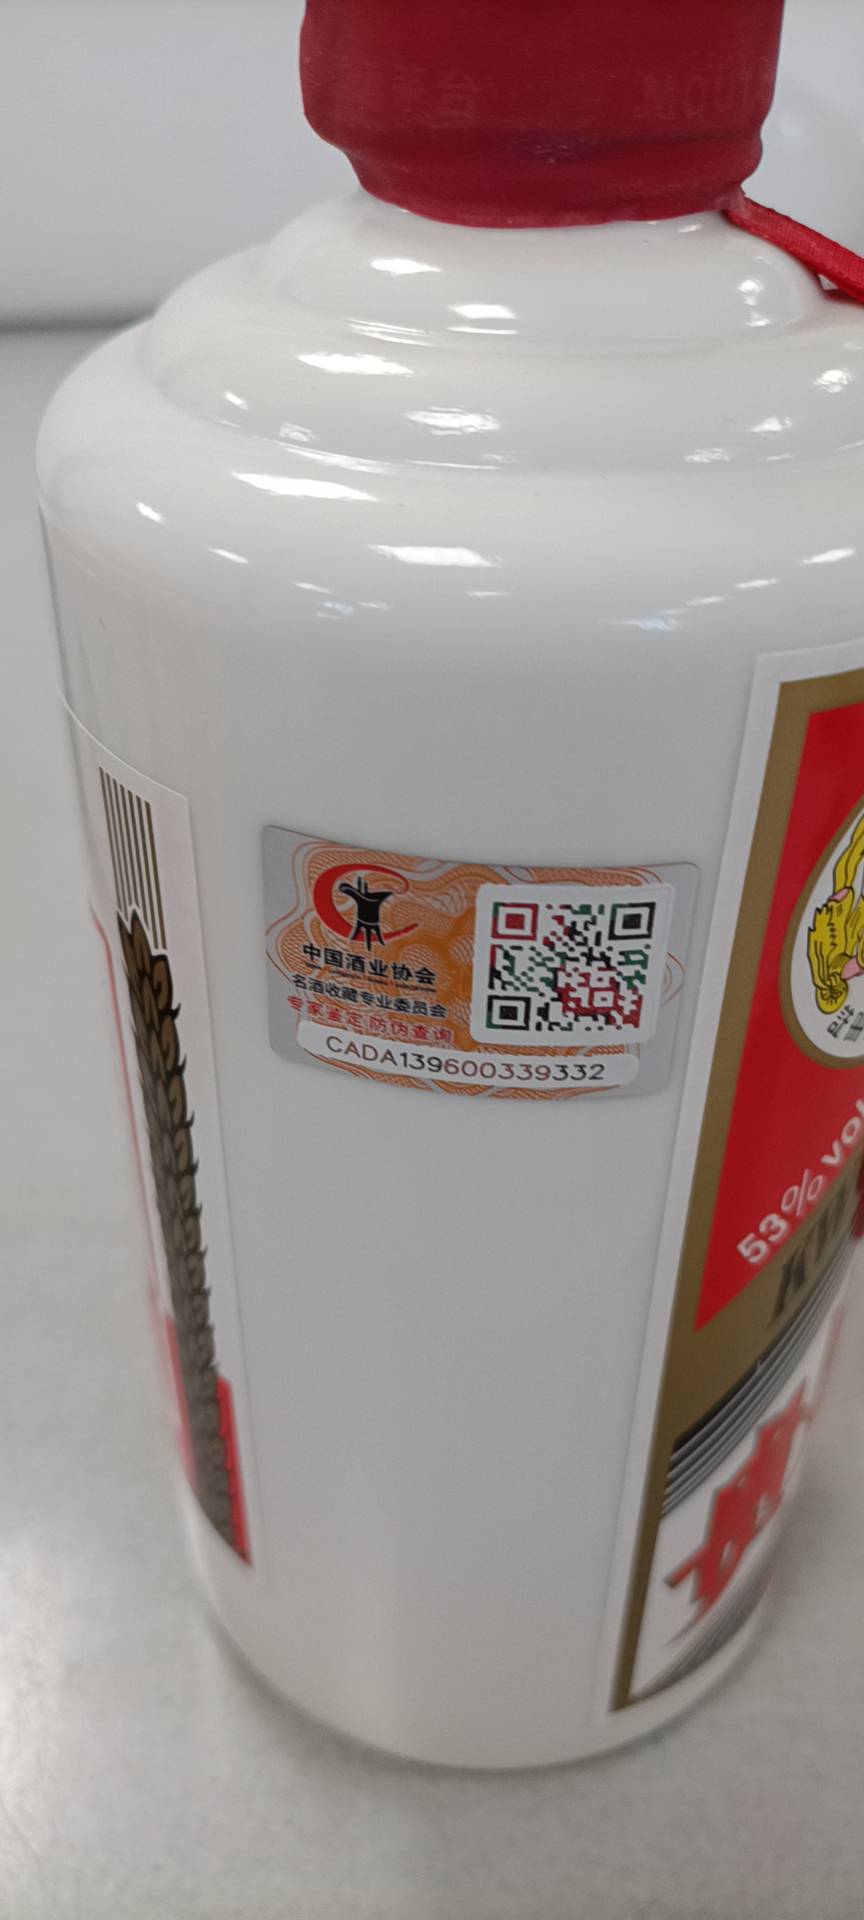 中国酒业协会
名酒收藏专业委员会
专家鉴定 防伪查询
CADA139600339332
53% vol